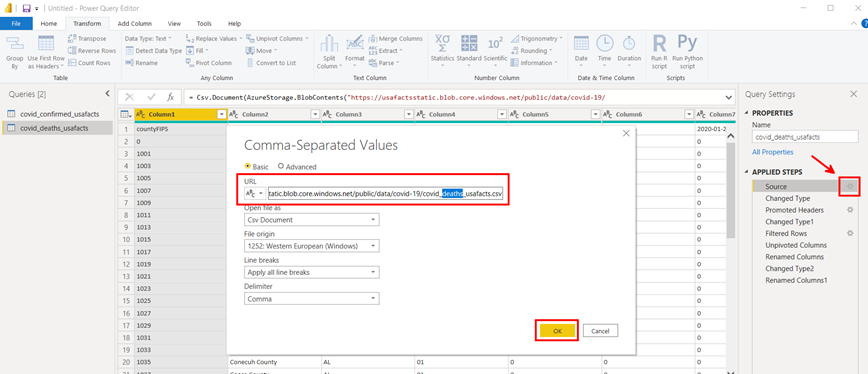 Untitled - Power Query Editor
File Home Transform Add Column View Tools Help
Group By
Use First Row as Headers
Transpose
Reverse Rows
Count Rows
Table
Data Type: Text
Detect Data Type
Rename
Replace Values
Fill
Pivot Column
Unpivot Columns
Move
Convert to List
Any Column
Split Column
Format
Merge Columns
Extract
Parse
Text Column
Statistics
Standard
Scientific
Trigonometry
Rounding
Information
Number Column
Date
Time
Duration
Date & Time Column
Run R script
Run Python script
Scripts
Queries [2]
covid_confirmed_usafacts
covid_deaths_usafacts
= Csv.Document(AzureStorage.BlobContents("https://usafactsstatic.blob.core.windows.net/public/data/covid-19/
Column1 Column2 Column3 Column4 Column5 Column6 Column7
1 countyFIPS 2020-01-2
2 0 0
3 1001 0
4 1003 0
5 1005 0
6 1007 0
7 1009 0
8 1011 0
9 1013 0
10 1015 0
11 1017 0
12 1019 0
13 1021 0
14 1023 0
15 1025 0
16 1027 0
17 1029 0
18 1031 0
19 1033 0
20 1035 Conecuh County AL 01 0 0 0
Comma-Separated Values
Basic Advanced
URL
tatic.blob.core.windows.net/public/data/covid-19/covid_deaths_usafacts.csv
Open file as
Csv Document
File origin
1252: Western European (Windows)
Line breaks
Apply all line breaks
Delimiter
Comma
OK Cancel
Query Settings
PROPERTIES
Name
covid_deaths_usafacts
All Properties
APPLIED STEPS
Source
Changed Type
Promoted Headers
Changed Type1
Filtered Rows
Unpivoted Columns
Renamed Columns
Changed Type2
Renamed Columns1